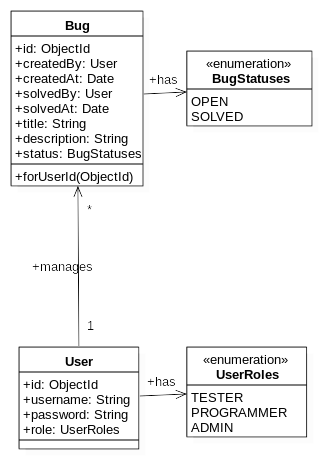 Bug
+id: ObjectId
+createdBy: User
+createdAt: Date
+solvedBy: User
+solvedAt: Date
+title: String
+description: String
+status: BugStatuses
+forUserId(ObjectId)
+has
«enumeration»
BugStatuses
OPEN
SOLVED
*
+manages
1
User
+id: ObjectId
+username: String
+password: String
+role: UserRoles
+has
«enumeration»
UserRoles
TESTER
PROGRAMMER
ADMIN